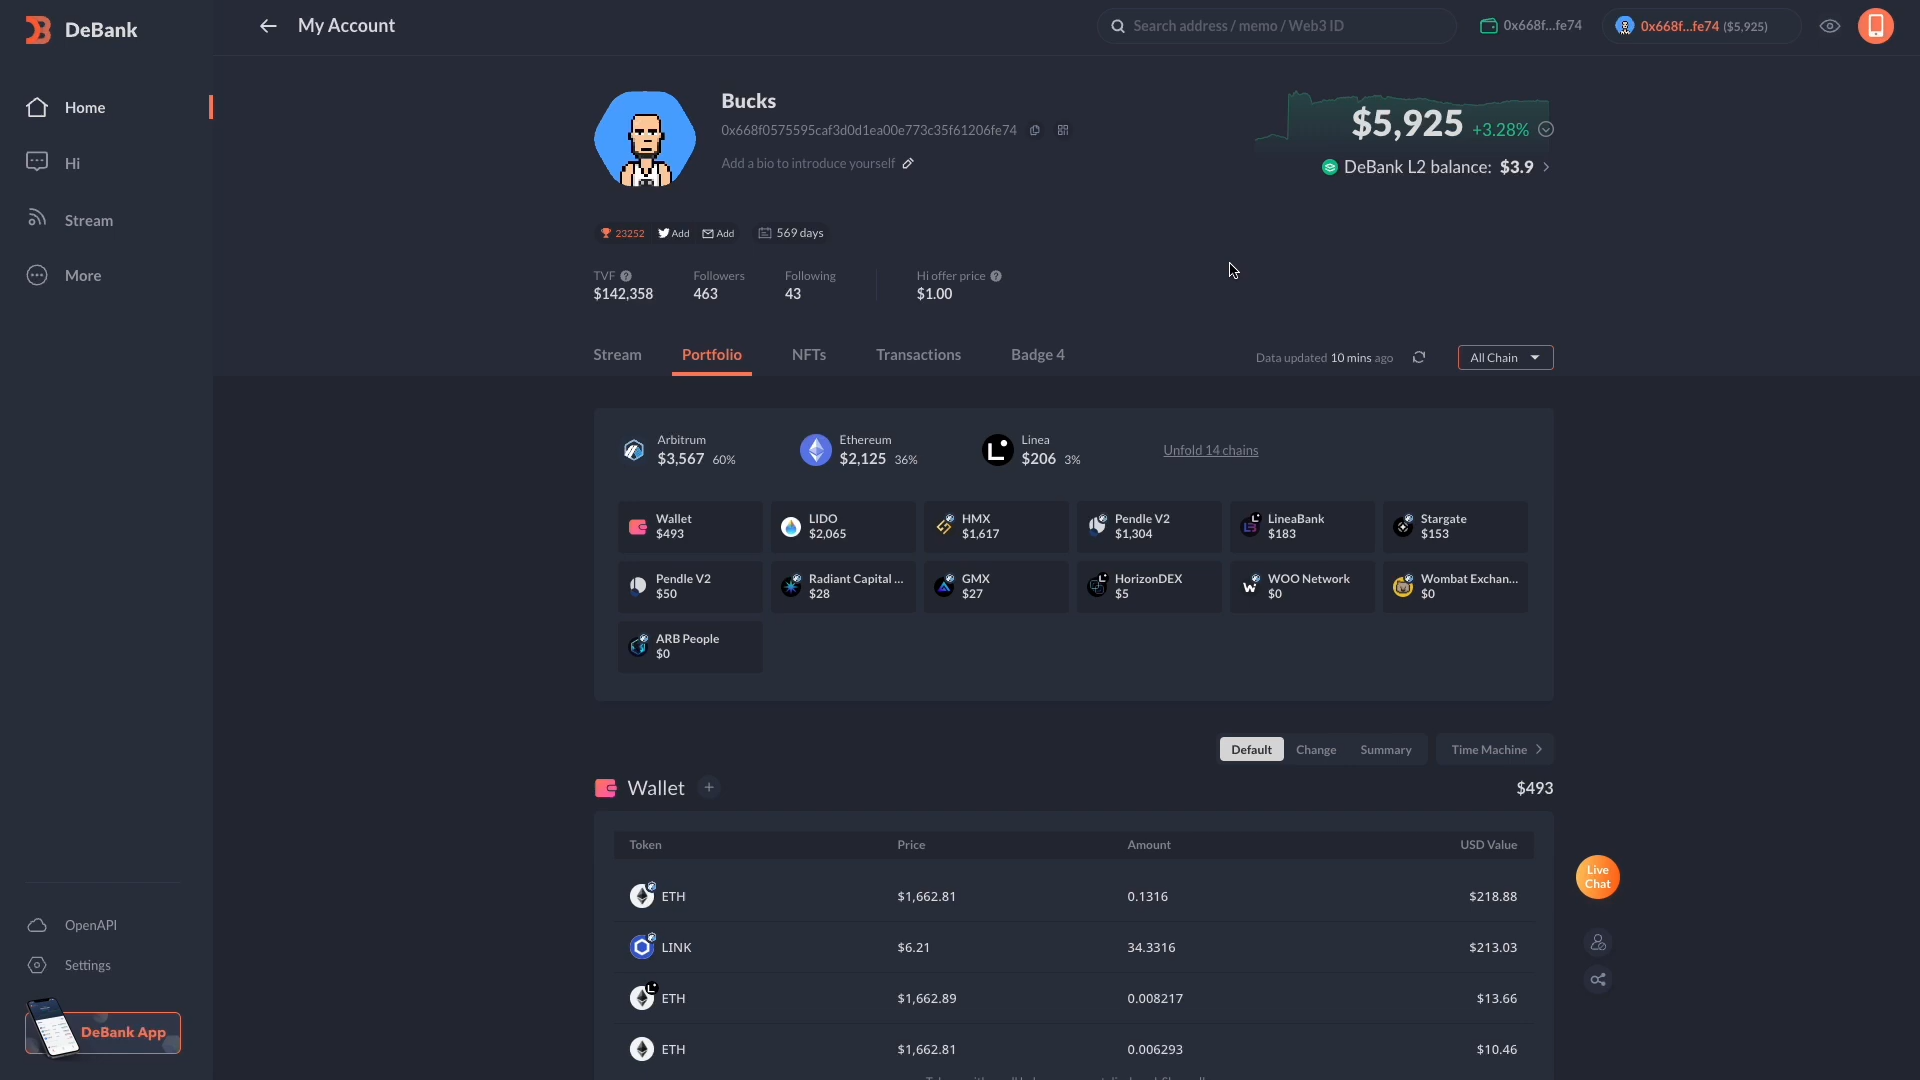 DeBank
My Account
Search address / memo / Web3 ID
0x668f...fe74
0x668f...fe74 ($5,925)
Home
Hi
Stream
More
Bucks
0x668f0575595caf3d0d1ea00e773c35f61206fe74
Add a bio to introduce yourself
$5,925 +3.28%
DeBank L2 balance: $3.9
23252 Add Add 569 days
TVF Followers Following Hi offer price
$142,358 463 43 $1.00
Stream Portfolio NFTs Transactions Badge 4
Data updated 10 mins ago
All Chain
Arbitrum
$3,567 60%
Ethereum
$2,125 36%
Linea
$206 3%
Unfold 14 chains
Wallet
$493
LIDO
$2,065
HMX
$1,617
Pendle V2
$1,304
LineaBank
$183
Stargate
$153
Pendle V2
$50
Radiant Capital ...
$28
GMX
$27
HorizonDEX
$5
WOO Network
$0
Wombat Exchan...
$0
ARB People
$0
Default Change Summary Time Machine
Wallet $493
Token Price Amount USD Value
ETH $1,662.81 0.1316 $218.88
LINK $6.21 34.3316 $213.03
ETH $1,662.89 0.008217 $13.66
ETH $1,662.81 0.006293 $10.46
Live
Chat
OpenAPI
Settings
DeBank App